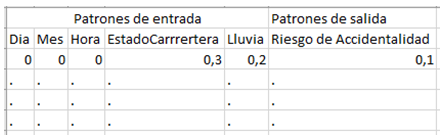 Patrones de entrada Patrones de salida
Dia Mes Hora EstadoCarrrertera Lluvia Riesgo de Accidentalidad
0 0 0 0,3 0,2 0,1
. . . . . .
. . . . . .
. . . . . .